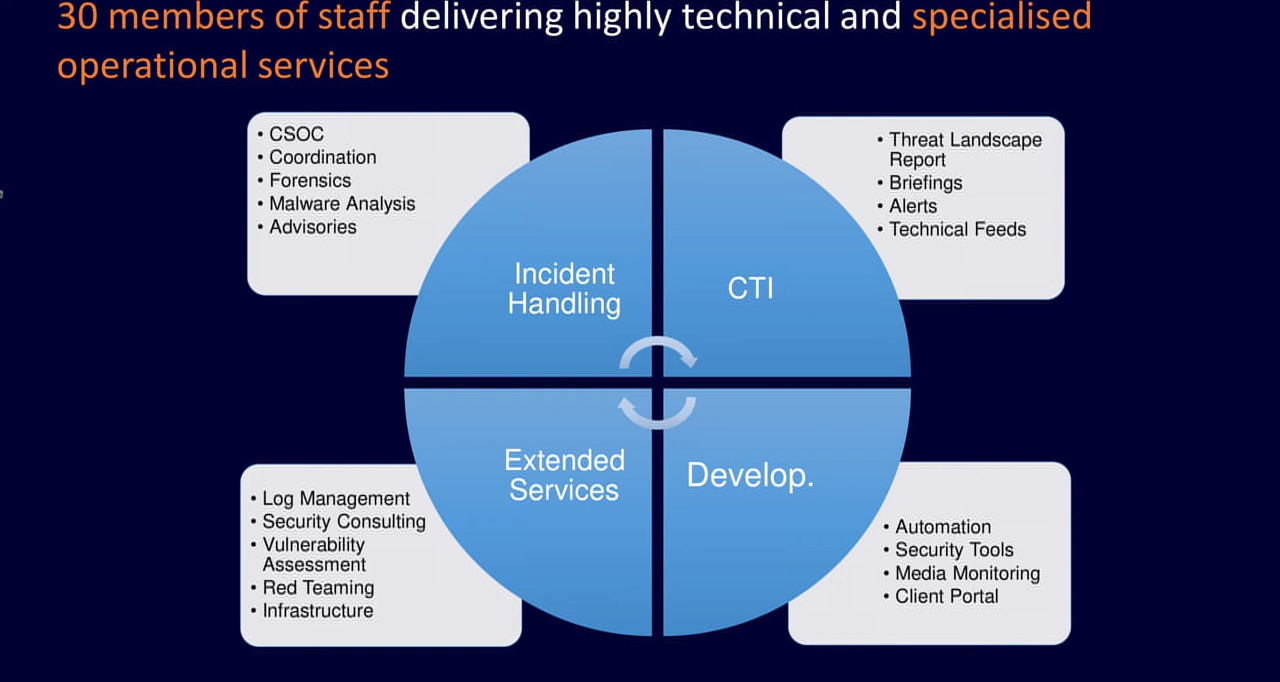 30 members of staff delivering highly technical and specialised
operational services
• CSOC
• Coordination
• Forensics
• Malware Analysis
• Advisories
• Threat Landscape
Report
• Briefings
• Alerts
• Technical Feeds
Incident
Handling
CTI
Extended
Services
Develop.
• Log Management
• Security Consulting
• Vulnerability
Assessment
• Red Teaming
• Infrastructure
• Automation
• Security Tools
• Media Monitoring
• Client Portal